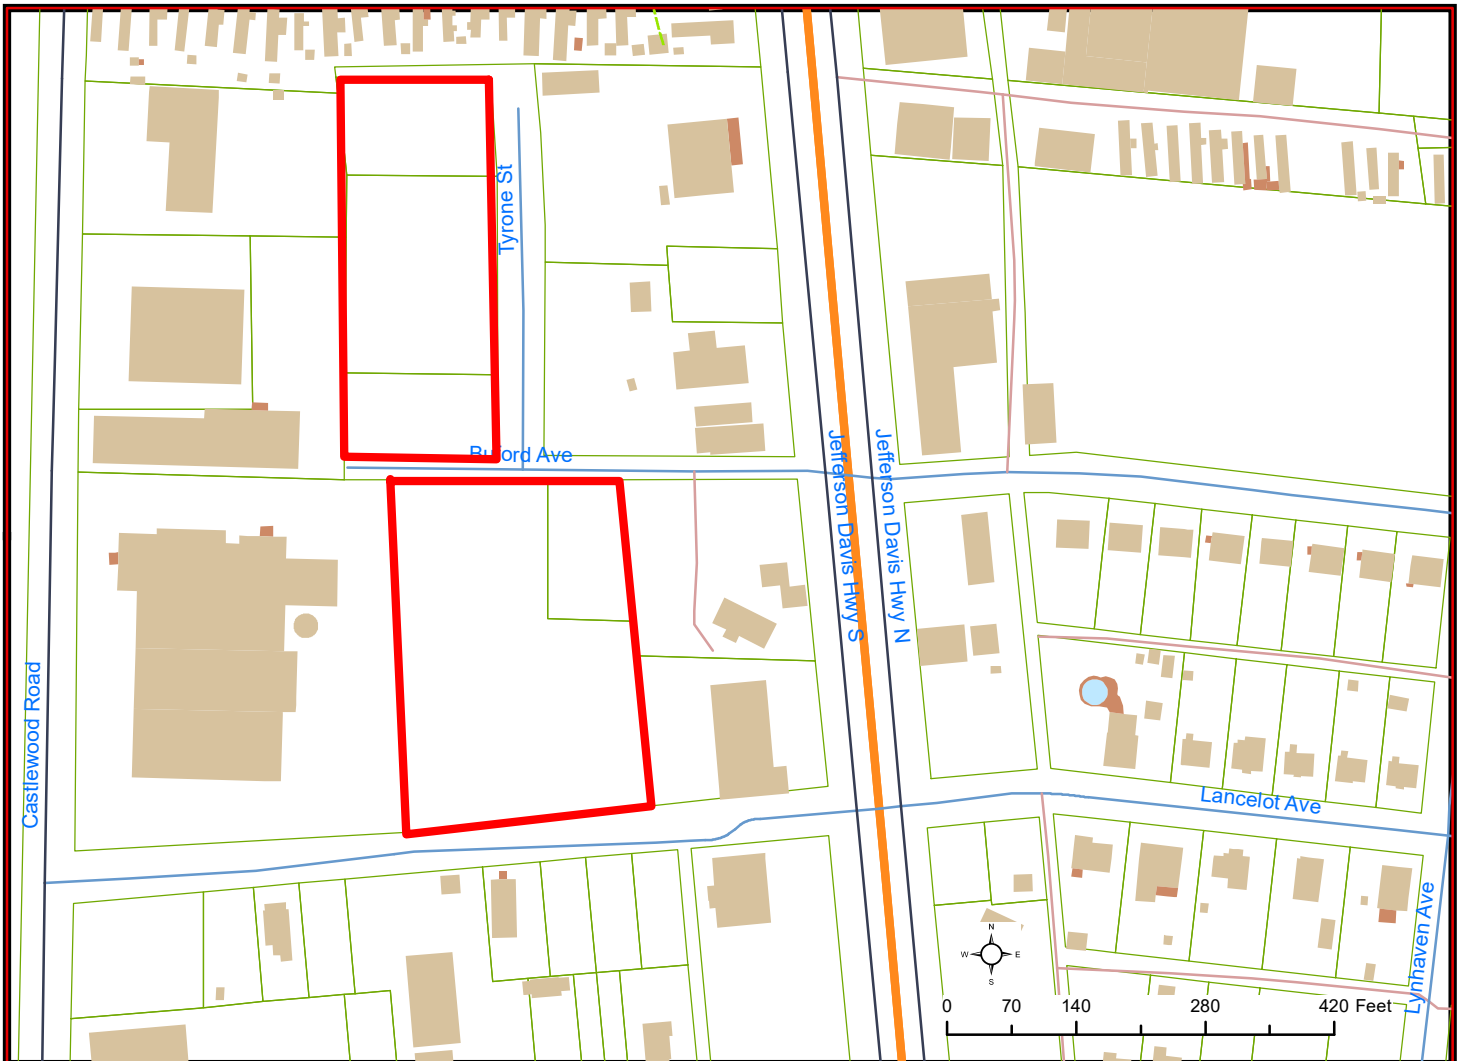 Tyrone St
Buford Ave
Jefferson Davis Hwy S
Jefferson Davis Hwy N
Castlewood Road
Lancelot Ave
Lynhaven Ave
N
W E
S
0 70 140 280 420 Feet